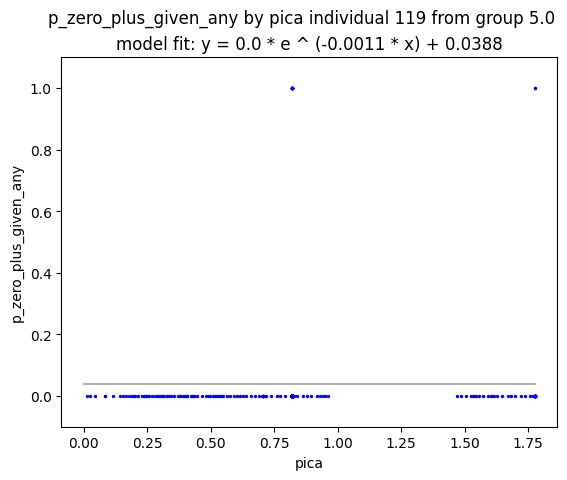 p_zero_plus_given_any by pica individual 119 from group 5.0
model fit: y = 0.0 * e ^ (-0.0011 * x) + 0.0388
1.0
0.8
0.6
0.4
0.2
0.0
p_zero_plus_given_any
0.00 0.25 0.50 0.75 1.00 1.25 1.50 1.75
pica